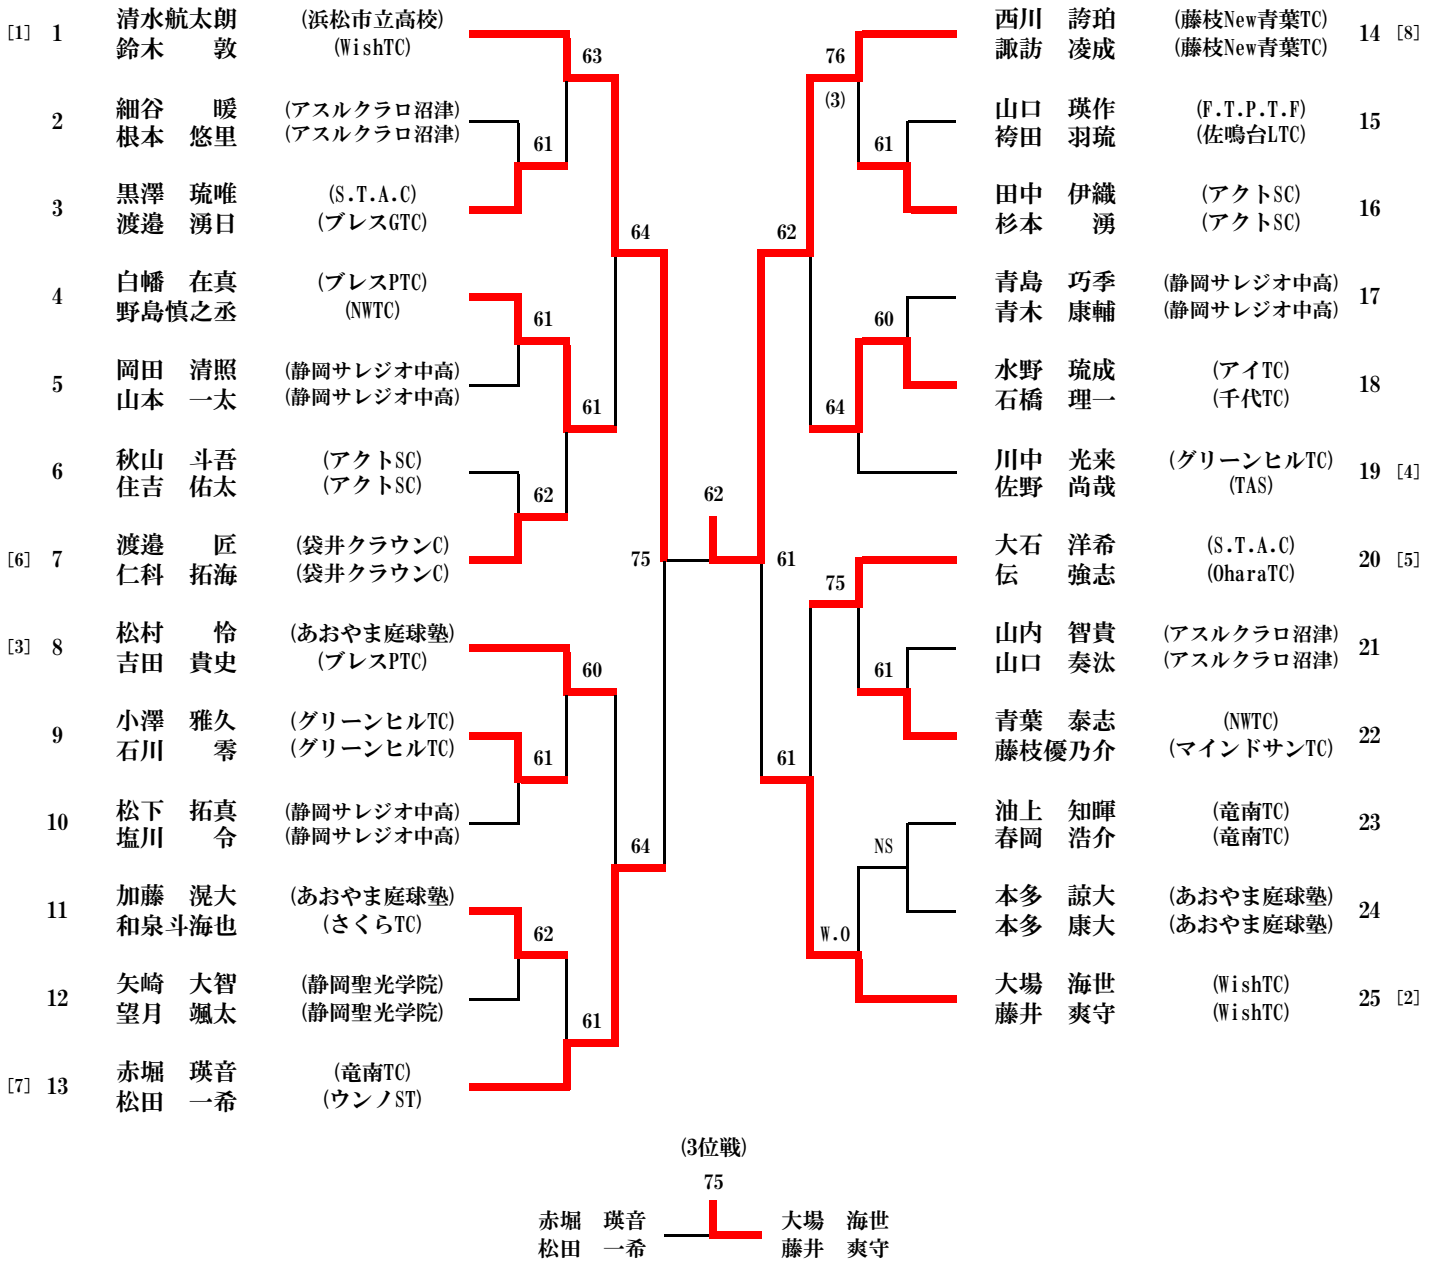 [1] 1 清水航太朗 (浜松市立高校)
鈴木 敦 (WishTC)
63
2 細谷 暖 (アスルクラロ沼津)
根本 悠里 (アスルクラロ沼津)
61
3 黒澤 琉唯 (S.T.A.C)
渡邉 湧日 (ブレスGTC)
64
4 白幡 在真 (ブレスPTC)
野島慎之丞 (NWTC)
61
5 岡田 清照 (静岡サレジオ中高)
山本 一太 (静岡サレジオ中高)
61
6 秋山 斗吾 (アクトSC)
住吉 佑太 (アクトSC)
62
[6] 7 渡邉 匠 (袋井クラウンC)
仁科 拓海 (袋井クラウンC)
75
[3] 8 松村 怜 (あおやま庭球塾)
吉田 貴史 (ブレスPTC)
60
9 小澤 雅久 (グリーンヒルTC)
石川 零 (グリーンヒルTC)
61
10 松下 拓真 (静岡サレジオ中高)
塩川 令 (静岡サレジオ中高)
64
11 加藤 滉大 (あおやま庭球塾)
和泉斗海也 (さくらTC)
62
12 矢崎 大智 (静岡聖光学院)
望月 颯太 (静岡聖光学院)
61
[7] 13 赤堀 瑛音 (竜南TC)
松田 一希 (ウンノST)
62
西川 誇珀 (藤枝New青葉TC) 14 [8]
諏訪 凌成 (藤枝New青葉TC)
76
(3)
山口 瑛作 (F.T.P.T.F) 15
袴田 羽琉 (佐鳴台LTC)
61
田中 伊織 (アクトSC) 16
杉本 湧 (アクトSC)
62
青島 巧季 (静岡サレジオ中高) 17
青木 康輔 (静岡サレジオ中高)
60
水野 琉成 (アイTC) 18
石橋 理一 (千代TC)
64
川中 光来 (グリーンヒルTC) 19 [4]
佐野 尚哉 (TAS)
61
大石 洋希 (S.T.A.C) 20 [5]
伝 強志 (OharaTC)
75
山内 智貴 (アスルクラロ沼津) 21
山口 奏汰 (アスルクラロ沼津)
61
青葉 泰志 (NWTC) 22
藤枝優乃介 (マインドサンTC)
61
油上 知暉 (竜南TC) 23
春岡 浩介 (竜南TC)
NS
本多 諒大 (あおやま庭球塾) 24
本多 康大 (あおやま庭球塾)
W.O
大場 海世 (WishTC) 25 [2]
藤井 爽守 (WishTC)
(3位戦)
75
赤堀 瑛音 大場 海世
松田 一希 藤井 爽守